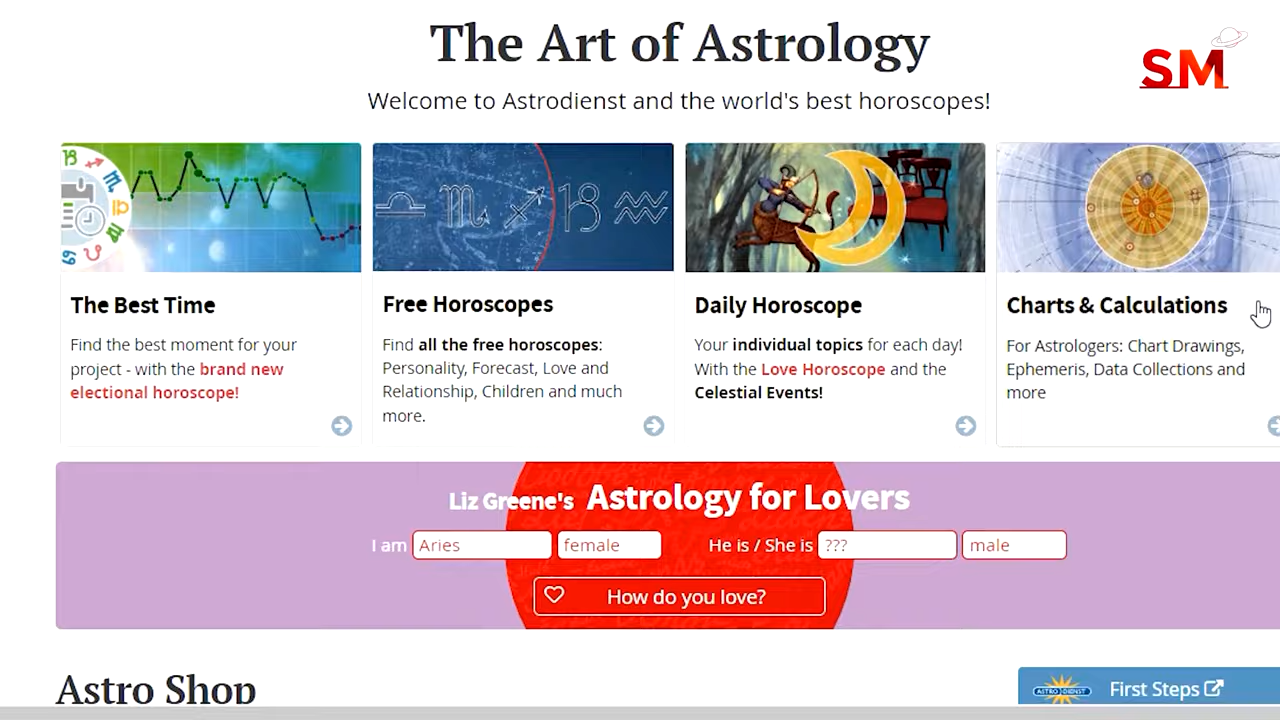 The Art of Astrology
SM
Welcome to Astrodienst and the world's best horoscopes!
The Best Time
Find the best moment for your
project - with the brand new
electional horoscope!
Free Horoscopes
Find all the free horoscopes:
Personality, Forecast, Love and
Relationship, Children and much
more.
Daily Horoscope
Your individual topics for each day!
With the Love Horoscope and the
Celestial Events!
Charts & Calculations
For Astrologers: Chart Drawings,
Ephemeris, Data Collections and
more
Liz Greene's Astrology for Lovers
I am Aries female He is / She is ??? male
How do you love?
Astro Shop
ASTRO DIENST First Steps